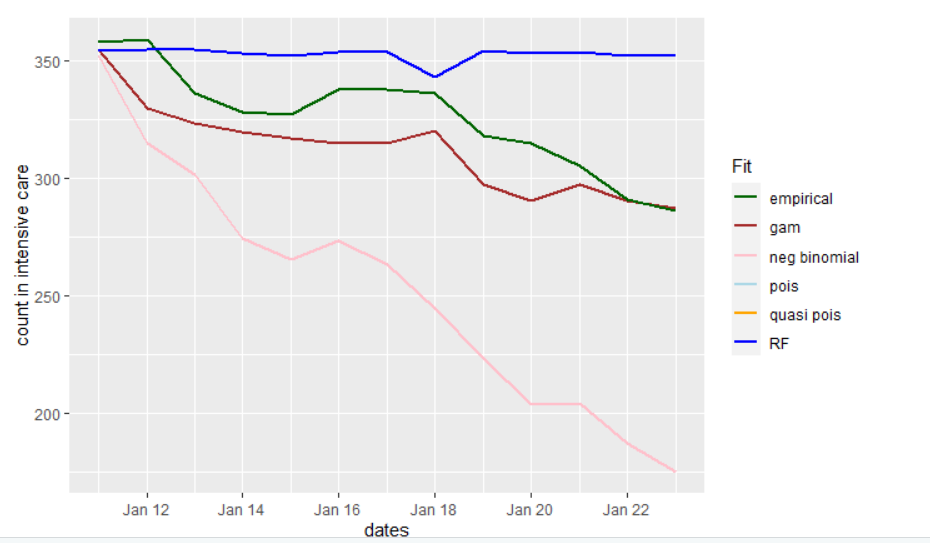 350
300
250
200
count in intensive care
Jan 12 Jan 14 Jan 16 Jan 18 Jan 20 Jan 22
dates
Fit
empirical
gam
neg binomial
pois
quasi pois
RF